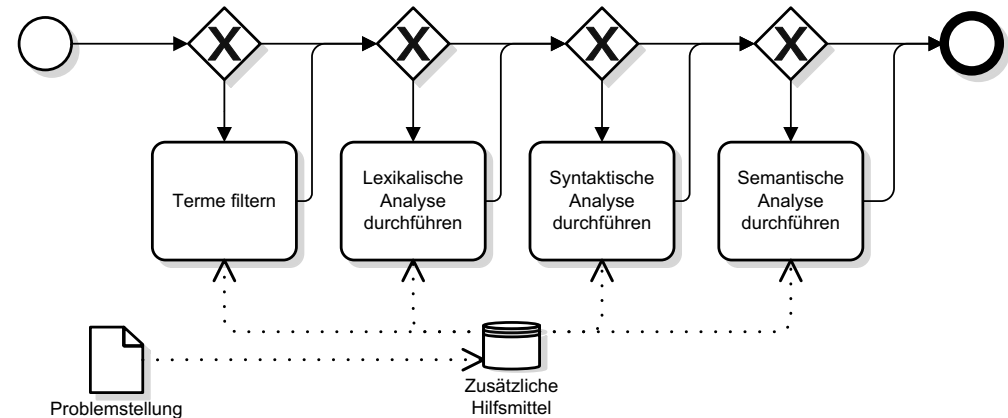 Terme filtern
Lexikalische
Analyse
durchführen
Syntaktische
Analyse
durchführen
Semantische
Analyse
durchführen
Problemstellung
Zusätzliche
Hilfsmittel